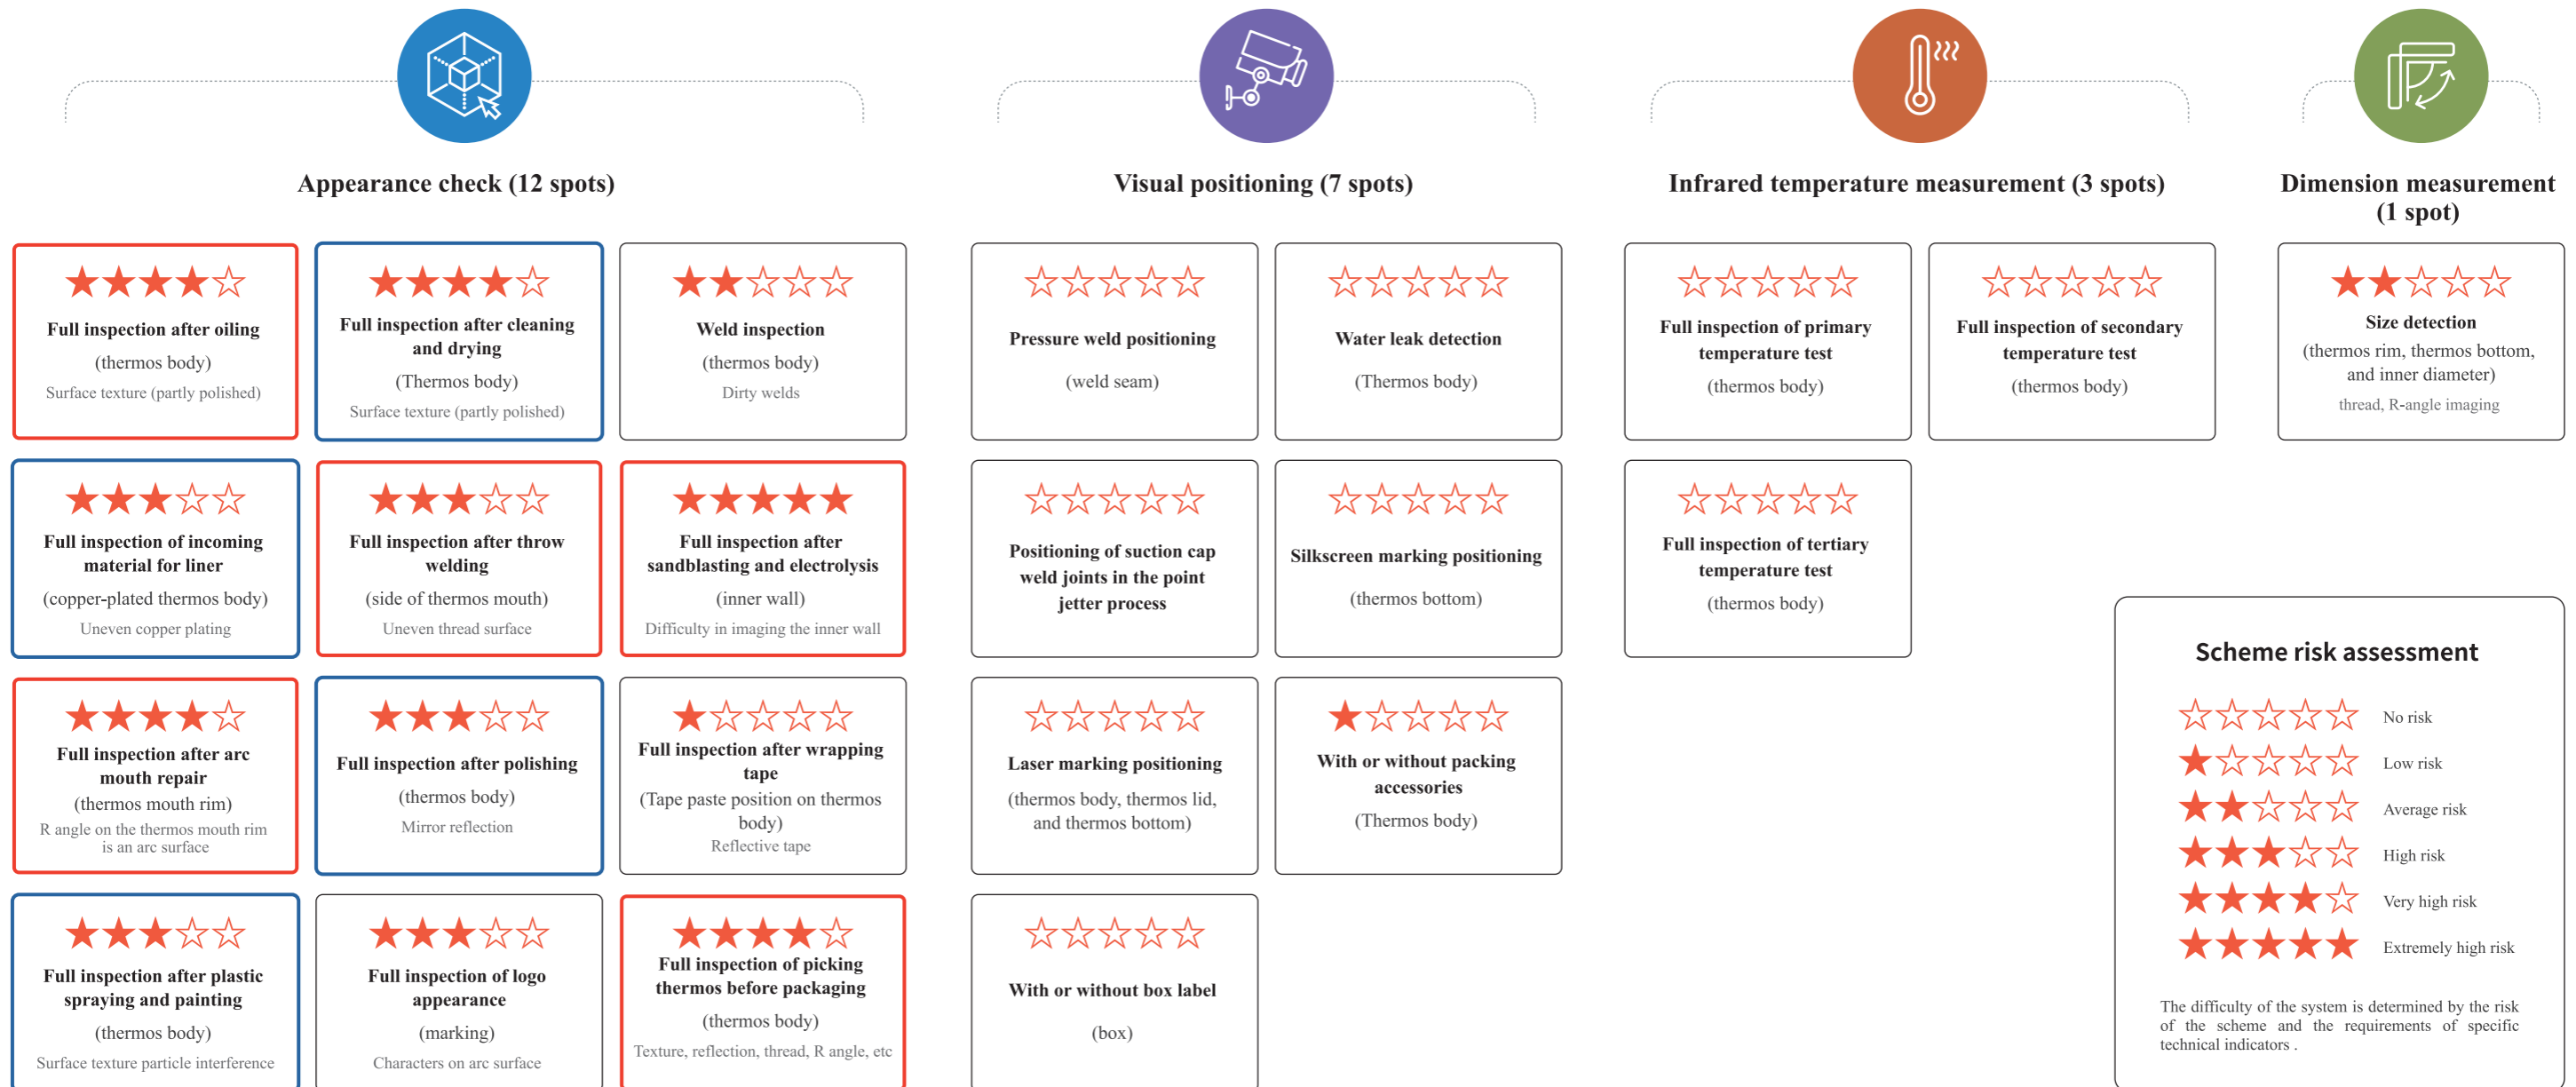 Appearance check (12 spots)
Full inspection after oiling
(thermos body)
Surface texture (partly polished)
Full inspection after cleaning
and drying
(Thermos body)
Surface texture (partly polished)
Weld inspection
(thermos body)
Dirty welds
Full inspection of incoming
material for liner
(copper-plated thermos body)
Uneven copper plating
Full inspection after throw
welding
(side of thermos mouth)
Uneven thread surface
Full inspection after
sandblasting and electrolysis
(inner wall)
Difficulty in imaging the inner wall
Full inspection after arc
mouth repair
(thermos mouth rim)
R angle on the thermos mouth rim
is an arc surface
Full inspection after polishing
(thermos body)
Mirror reflection
Full inspection after wrapping
tape
(Tape paste position on thermos
body)
Reflective tape
Full inspection after plastic
spraying and painting
(thermos body)
Surface texture particle interference
Full inspection of logo
appearance
(marking)
Characters on arc surface
Full inspection of picking
thermos before packaging
(thermos body)
Texture, reflection, thread, R angle, etc
Visual positioning (7 spots)
Pressure weld positioning
(weld seam)
Water leak detection
(Thermos body)
Positioning of suction cap
weld joints in the point
jetter process
Silkscreen marking positioning
(thermos bottom)
Laser marking positioning
(thermos body, thermos lid,
and thermos bottom)
With or without packing
accessories
(Thermos body)
With or without box label
(box)
Infrared temperature measurement (3 spots)
Full inspection of primary
temperature test
(thermos body)
Full inspection of secondary
temperature test
(thermos body)
Full inspection of tertiary
temperature test
(thermos body)
Dimension measurement
(1 spot)
Size detection
(thermos rim, thermos bottom,
and inner diameter)
thread, R-angle imaging
Scheme risk assessment
No risk
Low risk
Average risk
High risk
Very high risk
Extremely high risk
The difficulty of the system is determined by the risk
of the scheme and the requirements of specific
technical indicators .